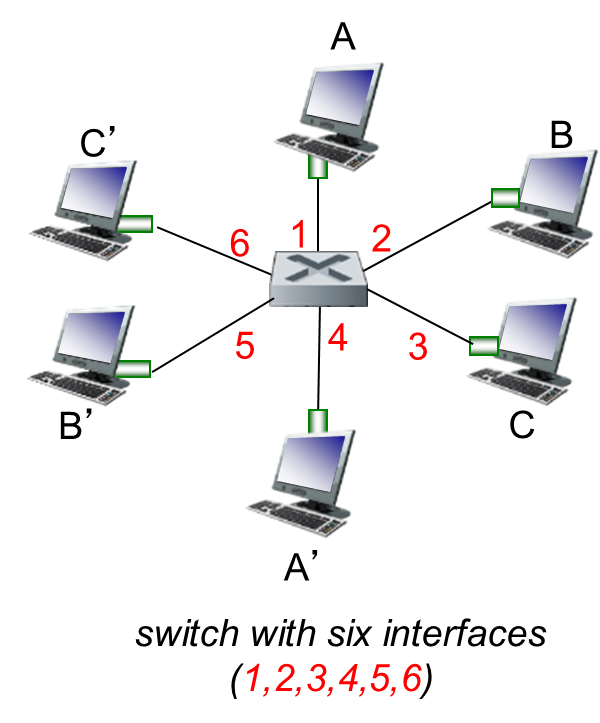 A
C’
B
1
2
6
5
4
3
B’
C
A’
switch with six interfaces
(1,2,3,4,5,6)